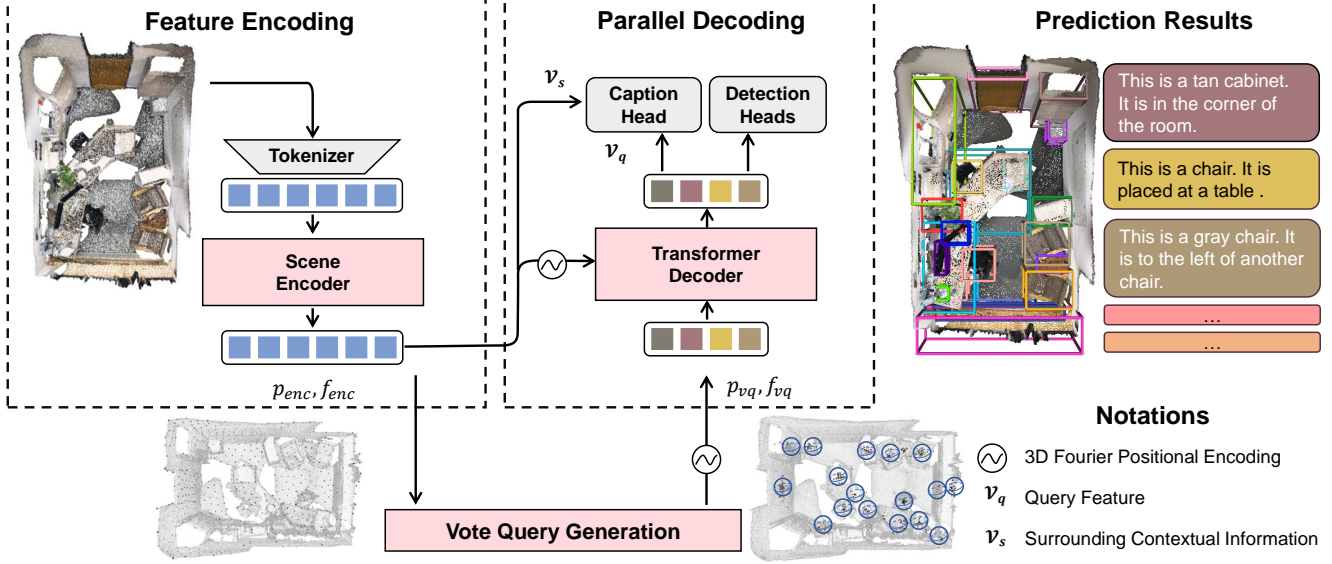 Feature Encoding
Tokenizer
Scene
Encoder
p_enc, f_enc
Parallel Decoding
𝒱_s
Caption
Head
Detection
Heads
𝒱_q
Transformer
Decoder
p_vq, f_vq
Vote Query Generation
Prediction Results
This is a tan cabinet.
It is in the corner of
the room.
This is a chair. It is
placed at a table .
This is a gray chair. It
is to the left of another
chair.
...
...
Notations
3D Fourier Positional Encoding
𝒱_q Query Feature
𝒱_s Surrounding Contextual Information